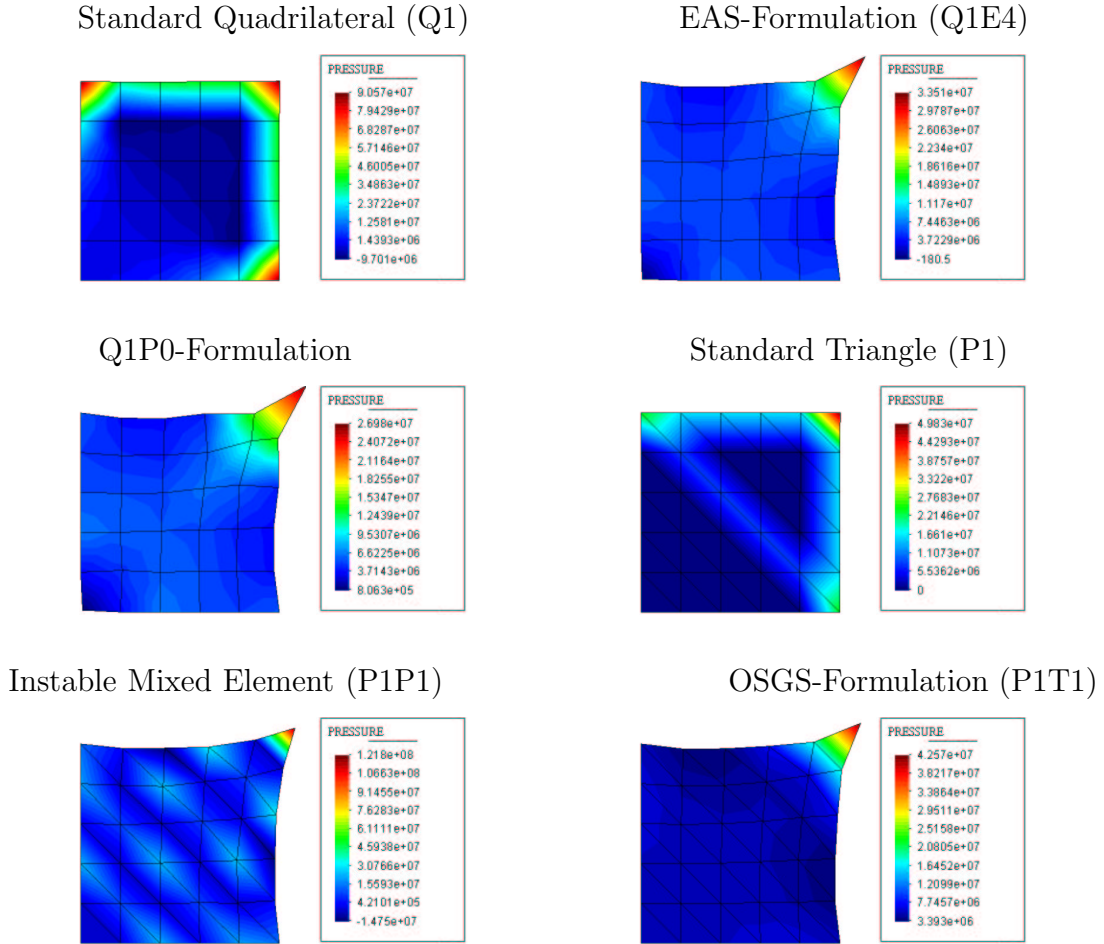 Standard Quadrilateral (Q1)
PRESSURE
9.057e+07
7.9429e+07
6.8287e+07
5.7146e+07
4.6005e+07
3.4863e+07
2.3722e+07
1.2581e+07
1.4393e+06
-9.701e+06
EAS-Formulation (Q1E4)
PRESSURE
3.351e+07
2.9787e+07
2.6063e+07
2.234e+07
1.8616e+07
1.4893e+07
1.117e+07
7.4463e+06
3.7229e+06
-180.5
Q1P0-Formulation
PRESSURE
2.698e+07
2.4072e+07
2.1164e+07
1.8255e+07
1.5347e+07
1.2439e+07
9.5307e+06
6.6225e+06
3.7143e+06
8.063e+05
Standard Triangle (P1)
PRESSURE
4.983e+07
4.4293e+07
3.8757e+07
3.322e+07
2.7683e+07
2.2146e+07
1.661e+07
1.1073e+07
5.5362e+06
0
Instable Mixed Element (P1P1)
PRESSURE
1.218e+08
1.0663e+08
9.1455e+07
7.6283e+07
6.1111e+07
4.5938e+07
3.0766e+07
1.5593e+07
4.2101e+05
-1.475e+07
OSGS-Formulation (P1T1)
PRESSURE
4.257e+07
3.8217e+07
3.3864e+07
2.9511e+07
2.5158e+07
2.0805e+07
1.6452e+07
1.2099e+07
7.7457e+06
3.393e+06